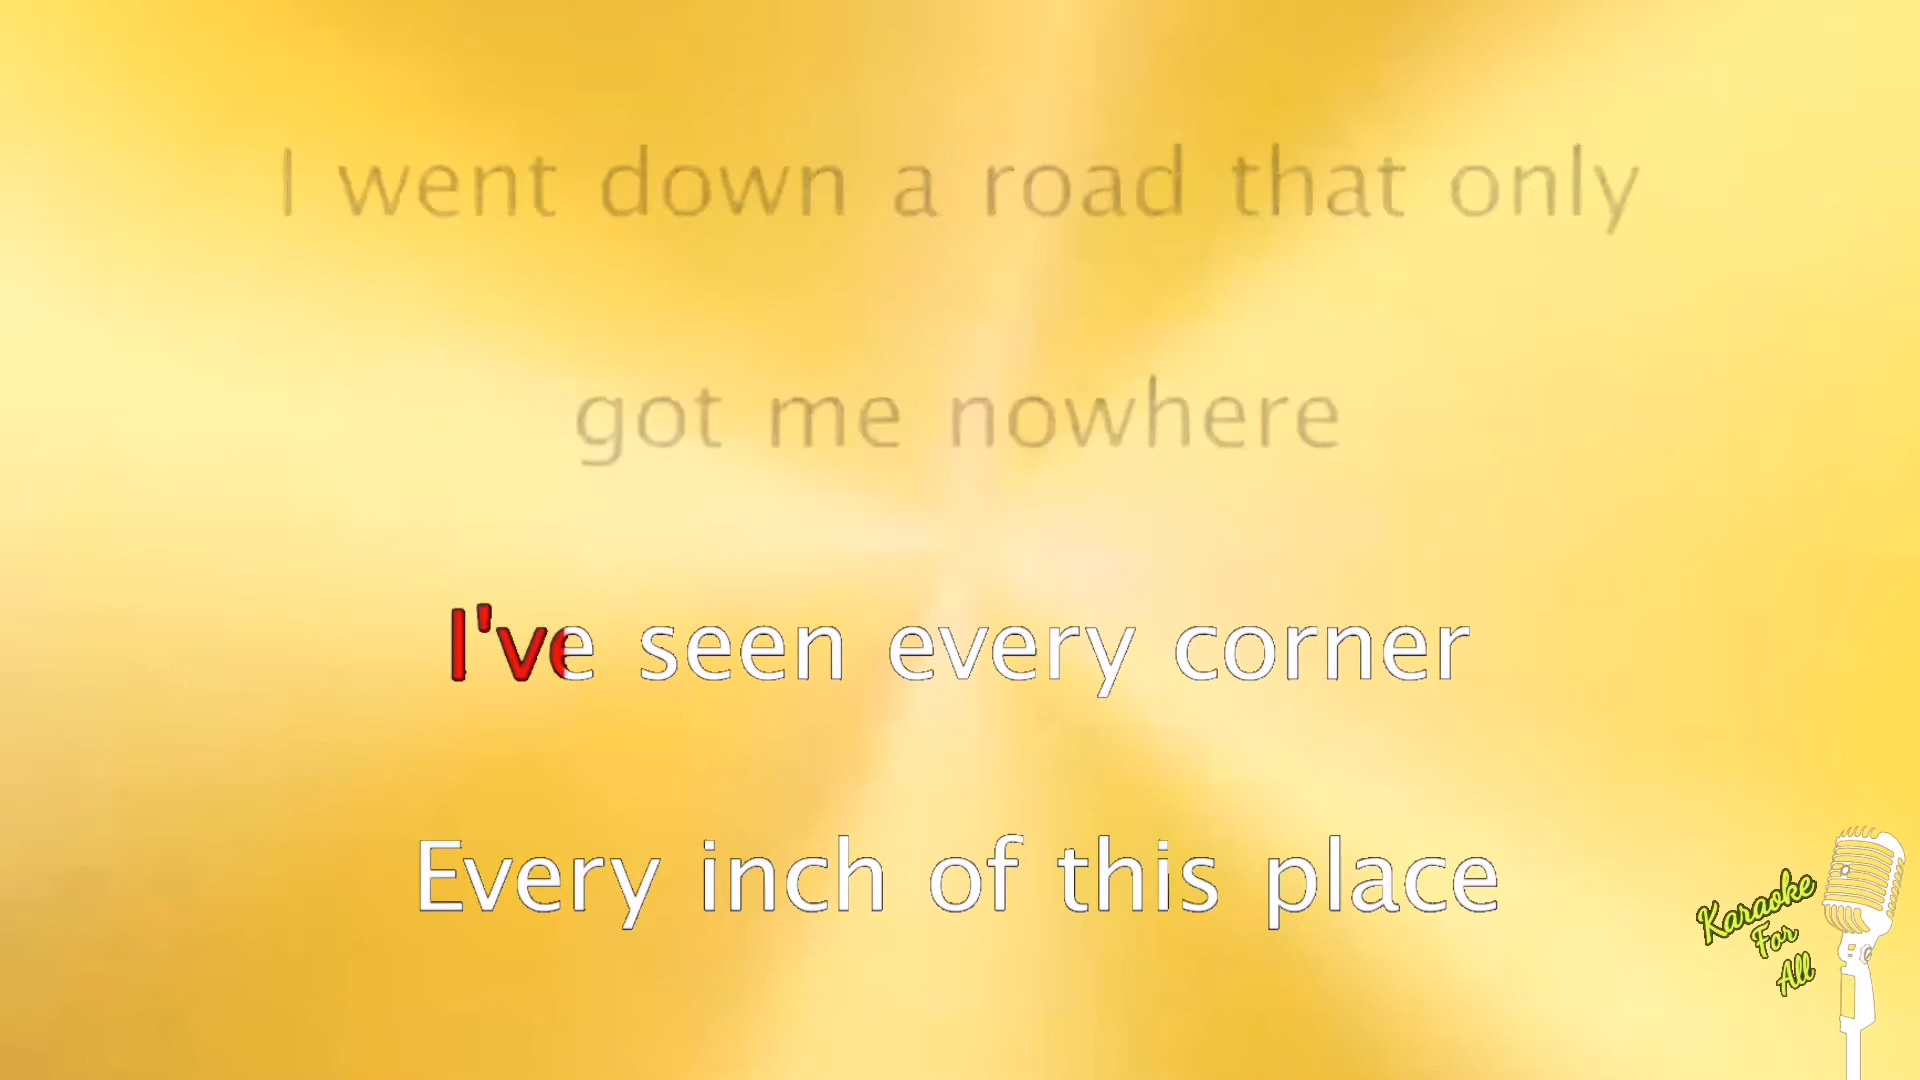 I went down a road that only
got me nowhere
I've seen every corner
Every inch of this place
Karaoke
For
All